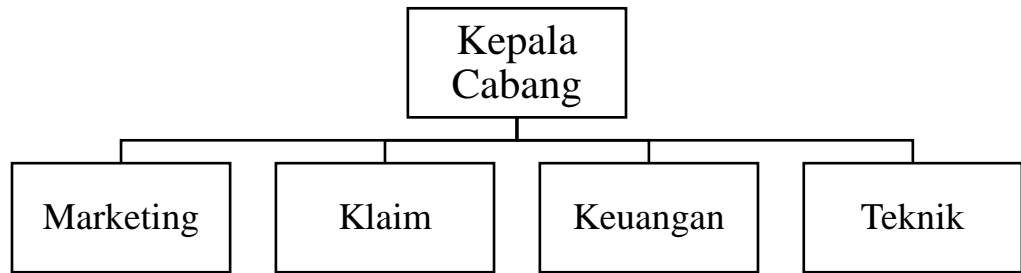 Kepala
Cabang
Marketing
Klaim
Keuangan
Teknik